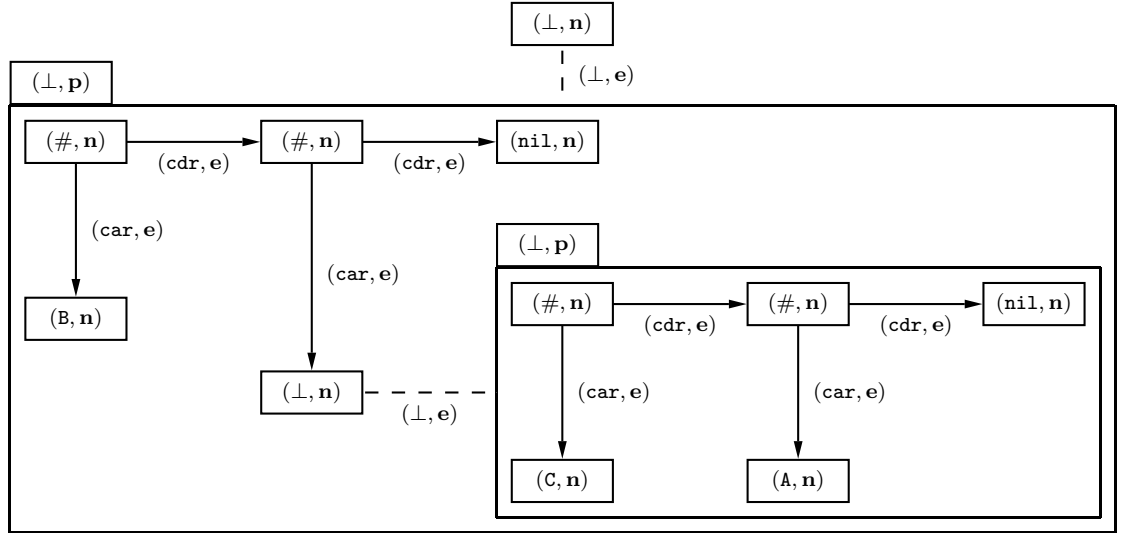 (⊥, n)
(⊥, e)
(⊥, p)
(#, n)
(cdr, e)
(#, n)
(cdr, e)
(nil, n)
(car, e)
(car, e)
(B, n)
(⊥, n)
(⊥, e)
(⊥, p)
(#, n)
(cdr, e)
(#, n)
(cdr, e)
(nil, n)
(car, e)
(car, e)
(C, n)
(A, n)